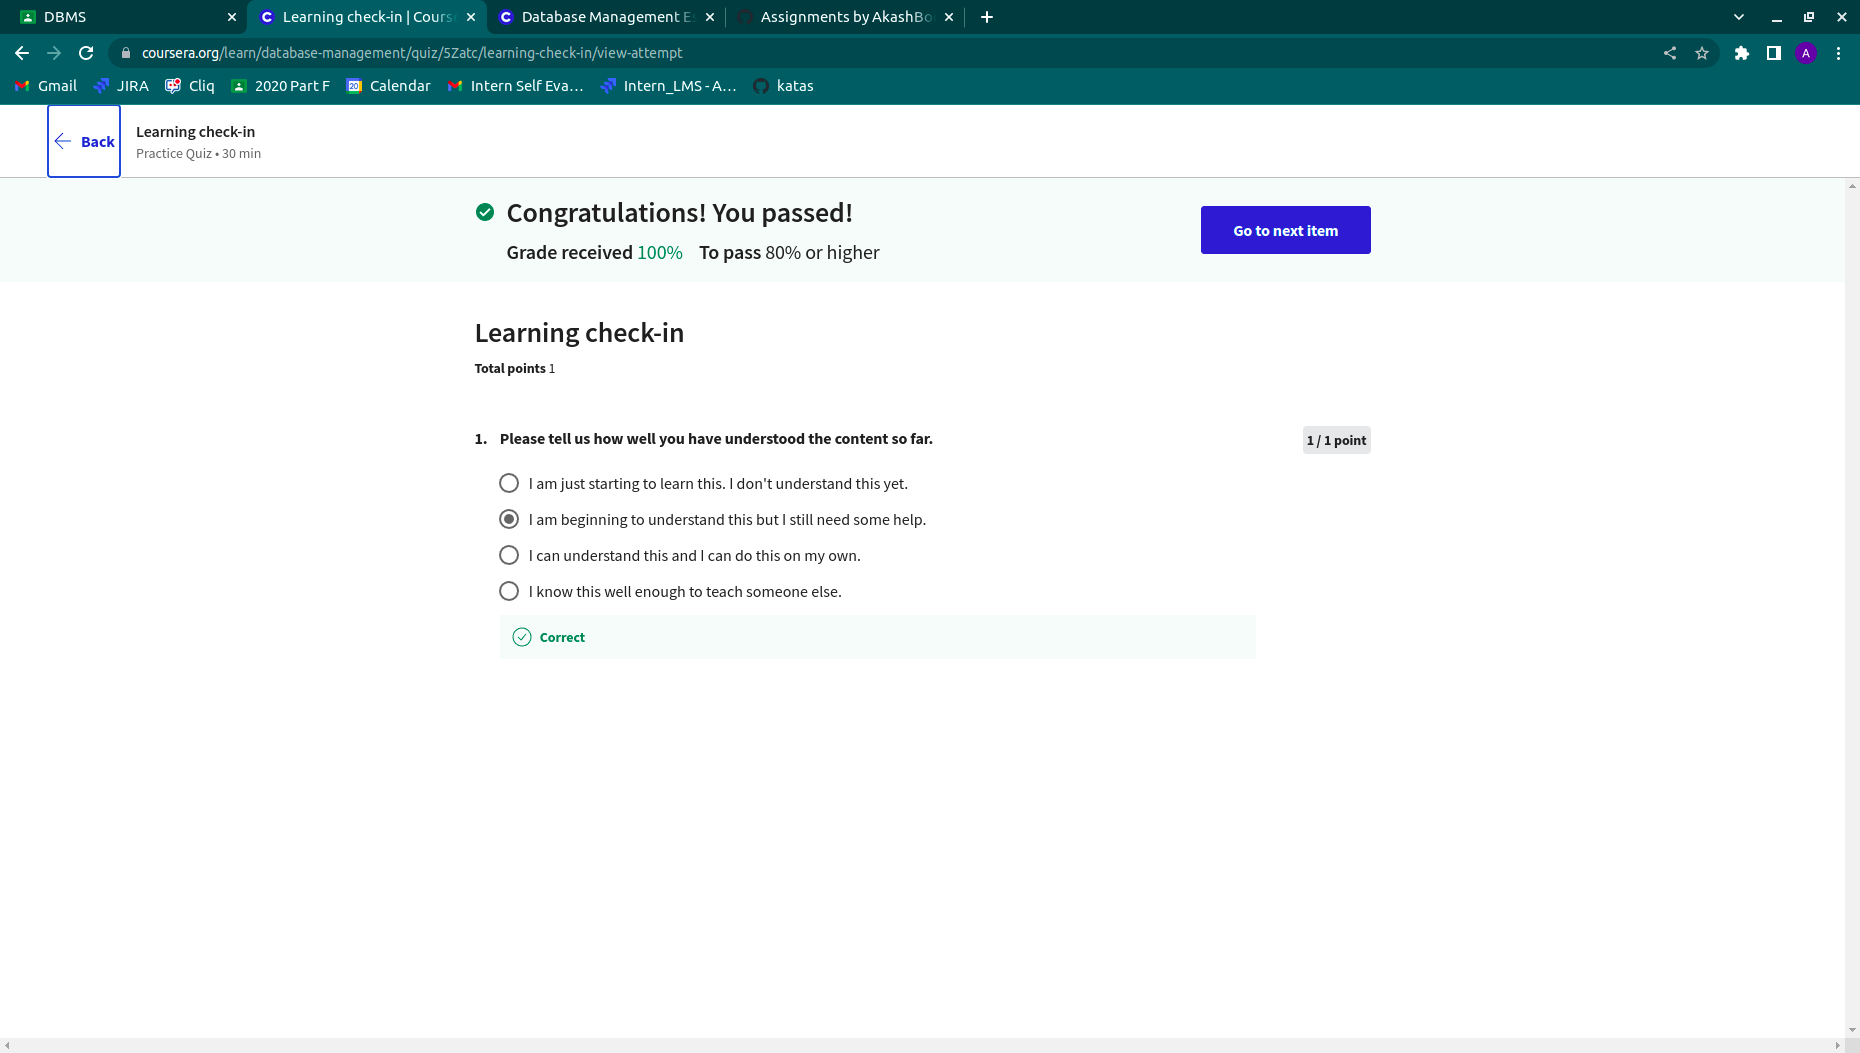 DBMS
Learning check-in | Course
Database Management Es
Assignments by AkashBo
coursera.org/learn/database-management/quiz/5Zatc/learning-check-in/view-attempt
A
Gmail
JIRA
Cliq
2020 Part F
20
Calendar
Intern Self Eva...
Intern_LMS - A...
katas
Back
Learning check-in
Practice Quiz • 30 min
Congratulations! You passed!
Grade received 100% To pass 80% or higher
Go to next item
Learning check-in
Total points 1
1. Please tell us how well you have understood the content so far.
1 / 1 point
I am just starting to learn this. I don't understand this yet.
I am beginning to understand this but I still need some help.
I can understand this and I can do this on my own.
I know this well enough to teach someone else.
Correct